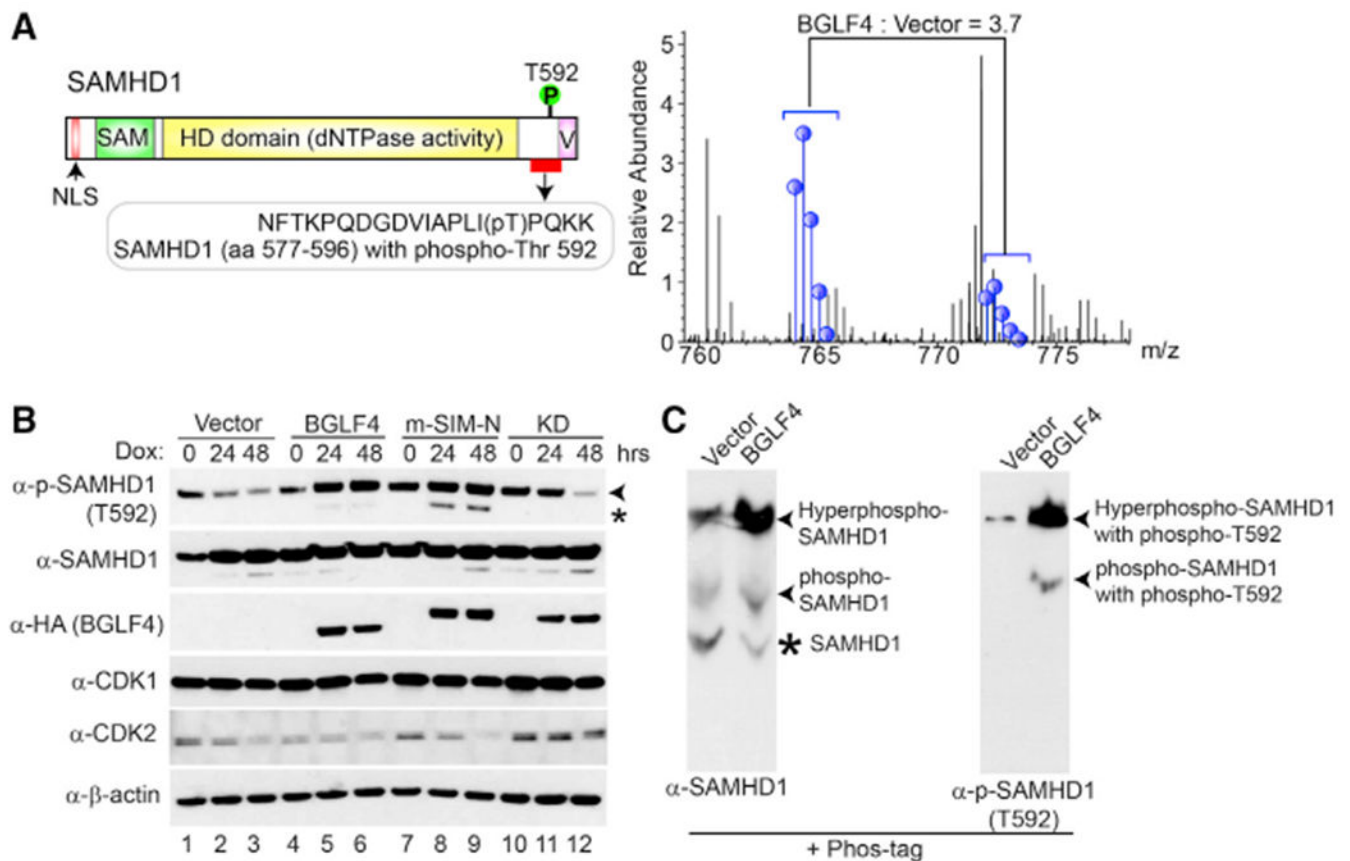 A
SAMHD1
T592
P
SAM
HD domain (dNTPase activity)
V
NLS
NFTKPQDGDVIAPLI(pT)PQKK
SAMHD1 (aa 577-596) with phospho-Thr 592
BGLF4 : Vector = 3.7
Relative Abundance
5
4
3
2
1
0
760
765
770
775
m/z
B
Vector
BGLF4
m-SIM-N
KD
Dox:
0 24 48 0 24 48 0 24 48 0 24 48 hrs
α-p-SAMHD1
(T592)
*
α-SAMHD1
α-HA (BGLF4)
α-CDK1
α-CDK2
α-β-actin
1 2 3 4 5 6 7 8 9 10 11 12
C
Vector
BGLF4
Hyperphospho-
SAMHD1
phospho-
SAMHD1
* SAMHD1
α-SAMHD1
Vector
BGLF4
Hyperphospho-SAMHD1
with phospho-T592
phospho-SAMHD1
with phospho-T592
α-p-SAMHD1
(T592)
+ Phos-tag